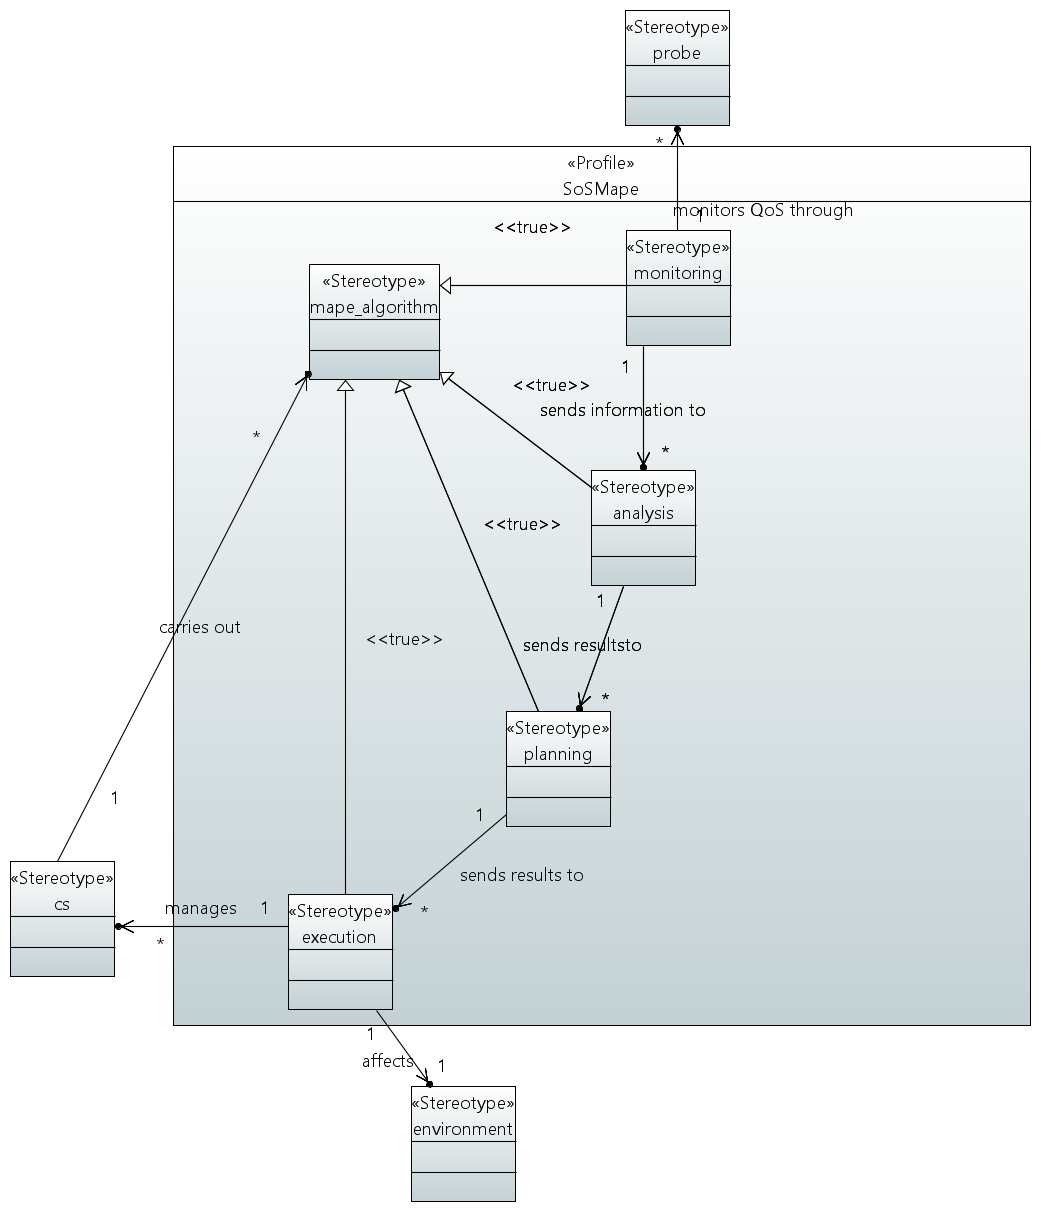 «Stereotype»
probe
*
«Profile»
SoSMape
monitors QoS through
1
<<true>>
«Stereotype»
monitoring
«Stereotype»
mape_algorithm
1
<<true>>
sends information to
*
*
«Stereotype»
analysis
<<true>>
1
carries out
<<true>>
sends resultsto
*
«Stereotype»
planning
1
1
«Stereotype»
cs
sends results to
manages
1
*
*
«Stereotype»
execution
1
affects
1
«Stereotype»
environment